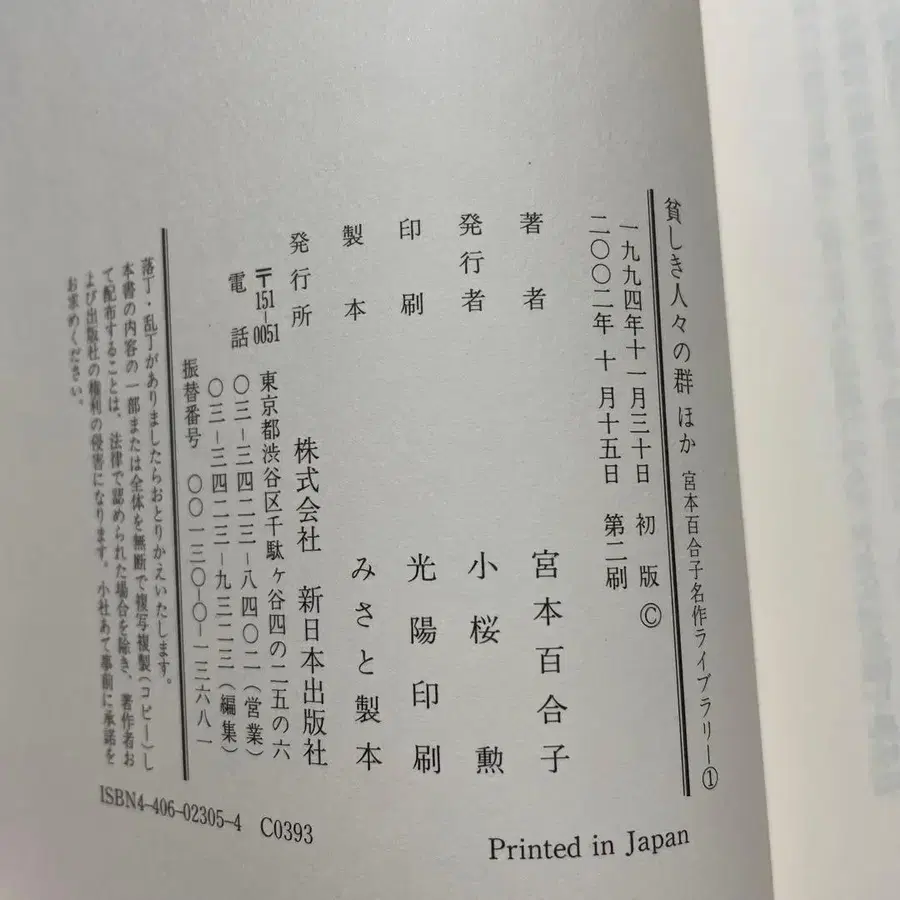 貧しき人々の群 ほか 宮本百合子名作ライブラリー①
一九九四年十一月三十日 初版 ©
二〇〇二年 十 月十五日 第二刷
著者 宮本百合子
発行者 小桜勲
印刷 光陽印刷
製本 みさと製本
発行所 株式会社 新日本出版社
〒151-0051 東京都渋谷区千駄ヶ谷四の二五の六
電話 〇三-三四二三-八四〇二(営業)
〇三-三四二三-九三二三(編集)
振替番号 〇〇一三〇-〇-一三六八一
落丁・乱丁がありましたらおとりかえいたします。
本書の内容の一部または全体を無断で複写複製(コピー)し
て配布することは、法律で認められた場合を除き、著作者お
よび出版社の権利の侵害になります。小社あて事前に承諾を
お求めください。
ISBN4-406-02305-4 C0393
Printed in Japan